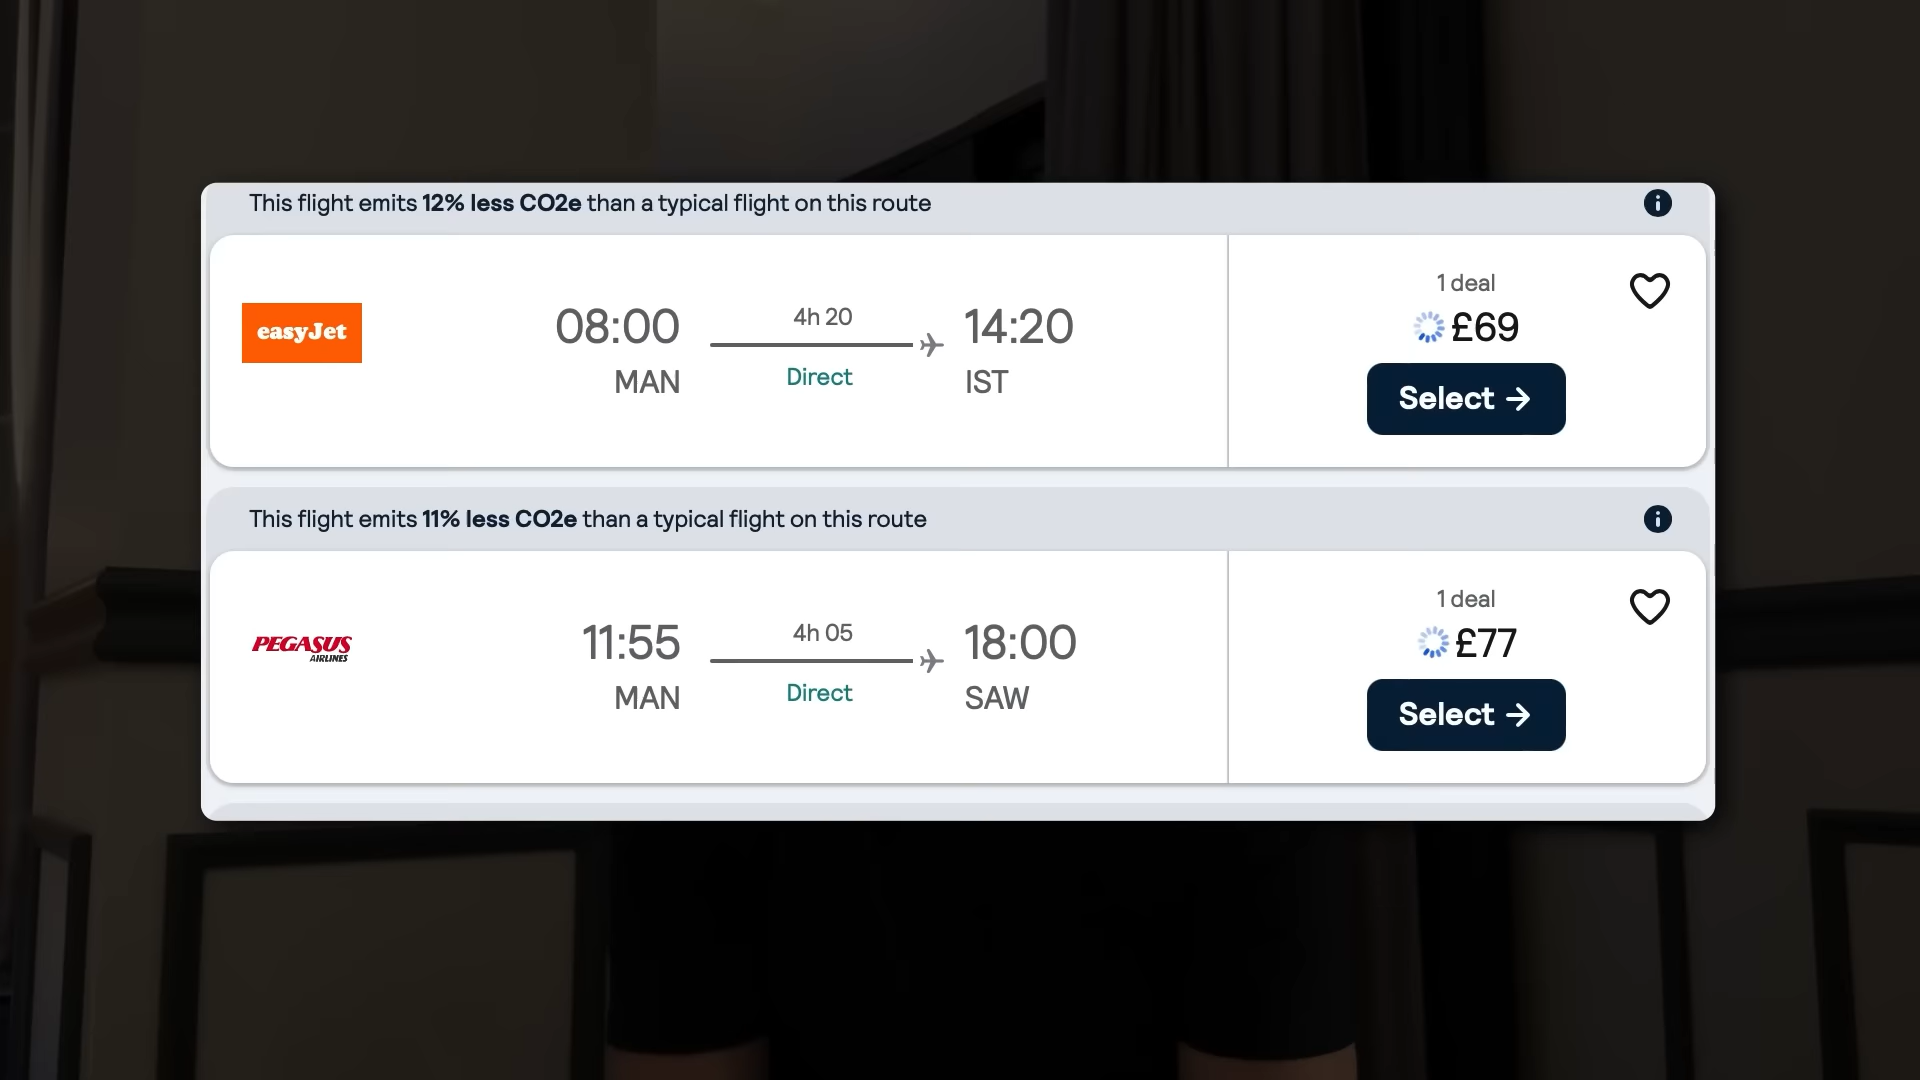 This flight emits 12% less CO2e than a typical flight on this route
easyJet
08:00
MAN
4h 20
Direct
14:20
IST
1 deal
£69
Select
This flight emits 11% less CO2e than a typical flight on this route
PEGASUS
AIRLINES
11:55
MAN
4h 05
Direct
18:00
SAW
1 deal
£77
Select